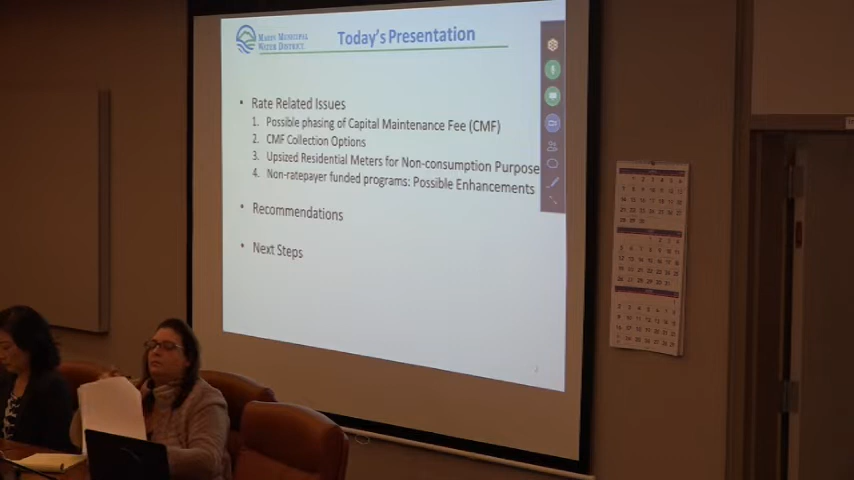 MARIN MUNICIPAL
WATER DISTRICT
Today's Presentation
• Rate Related Issues
1. Possible phasing of Capital Maintenance Fee (CMF)
2. CMF Collection Options
3. Upsized Residential Meters for Non-consumption Purpose
4. Non-ratepayer funded programs: Possible Enhancements
• Recommendations
• Next Steps
2